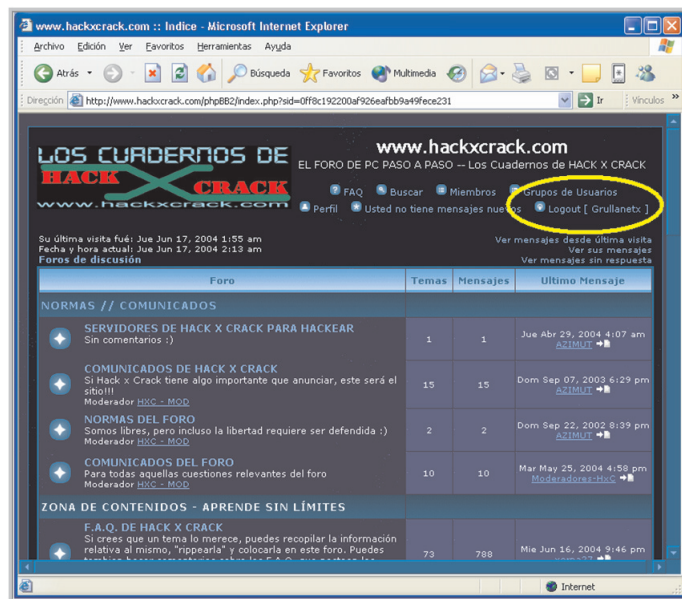 www.hackxcrack.com :: Indice - Microsoft Internet Explorer
Archivo Edición Ver Favoritos Herramientas Ayuda
Atrás Búsqueda Favoritos Multimedia
Dirección http://www.hackxcrack.com/phpBB2/index.php?sid=0ff8c192200af926eafbb9a49fece231 Ir Vínculos »
LOS CUADERNOS DE
HACK CRACK
www.hackxcrack.com
www.hackxcrack.com
EL FORO DE PC PASO A PASO -- Los Cuadernos de HACK X CRACK
FAQ Buscar Miembros Grupos de Usuarios
Perfil Usted no tiene mensajes nuevos Logout [ Grullanetx ]
Su última visita fué: Jue Jun 17, 2004 1:55 am
Fecha y hora actual: Jue Jun 17, 2004 2:13 am
Foros de discusión
Ver mensajes desde última visita
Ver sus mensajes
Ver mensajes sin respuesta
Foro Temas Mensajes Ultimo Mensaje
NORMAS // COMUNICADOS
SERVIDORES DE HACK X CRACK PARA HACKEAR
Sin comentarios :)
1 1 Jue Abr 29, 2004 4:07 am
AZIMUT
COMUNICADOS DE HACK X CRACK
Si Hack x Crack tiene algo importante que anunciar, este será el
sitio!!!
Moderador HXC - MOD
15 15 Dom Sep 07, 2003 6:29 pm
AZIMUT
NORMAS DEL FORO
Somos libres, pero incluso la libertad requiere ser defendida :)
Moderador HXC - MOD
2 2 Dom Sep 22, 2002 8:39 pm
AZIMUT
COMUNICADOS DEL FORO
Para todas aquellas cuestiones relevantes del foro
Moderador HXC - MOD
10 10 Mar May 25, 2004 4:58 pm
Moderadores-HxC
ZONA DE CONTENIDOS - APRENDE SIN LÍMITES
F.A.Q. DE HACK X CRACK
Si crees que un tema lo merece, puedes recopilar la información
relativa al mismo, "rippearla" y colocarla en este foro. Puedes
73 788 Mie Jun 16, 2004 9:46 pm
Internet